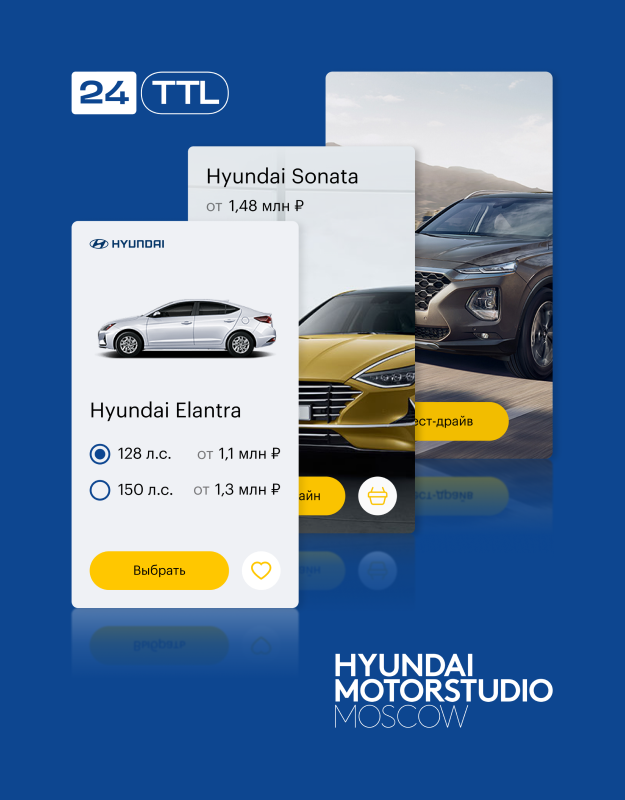 24 TTL
Hyundai Sonata
от 1,48 млн ₽
HYUNDAI
Hyundai Elantra
128 л.с. от 1,1 млн ₽
150 л.с. от 1,3 млн ₽
Выбрать
HYUNDAI
MOTORSTUDIO
MOSCOW